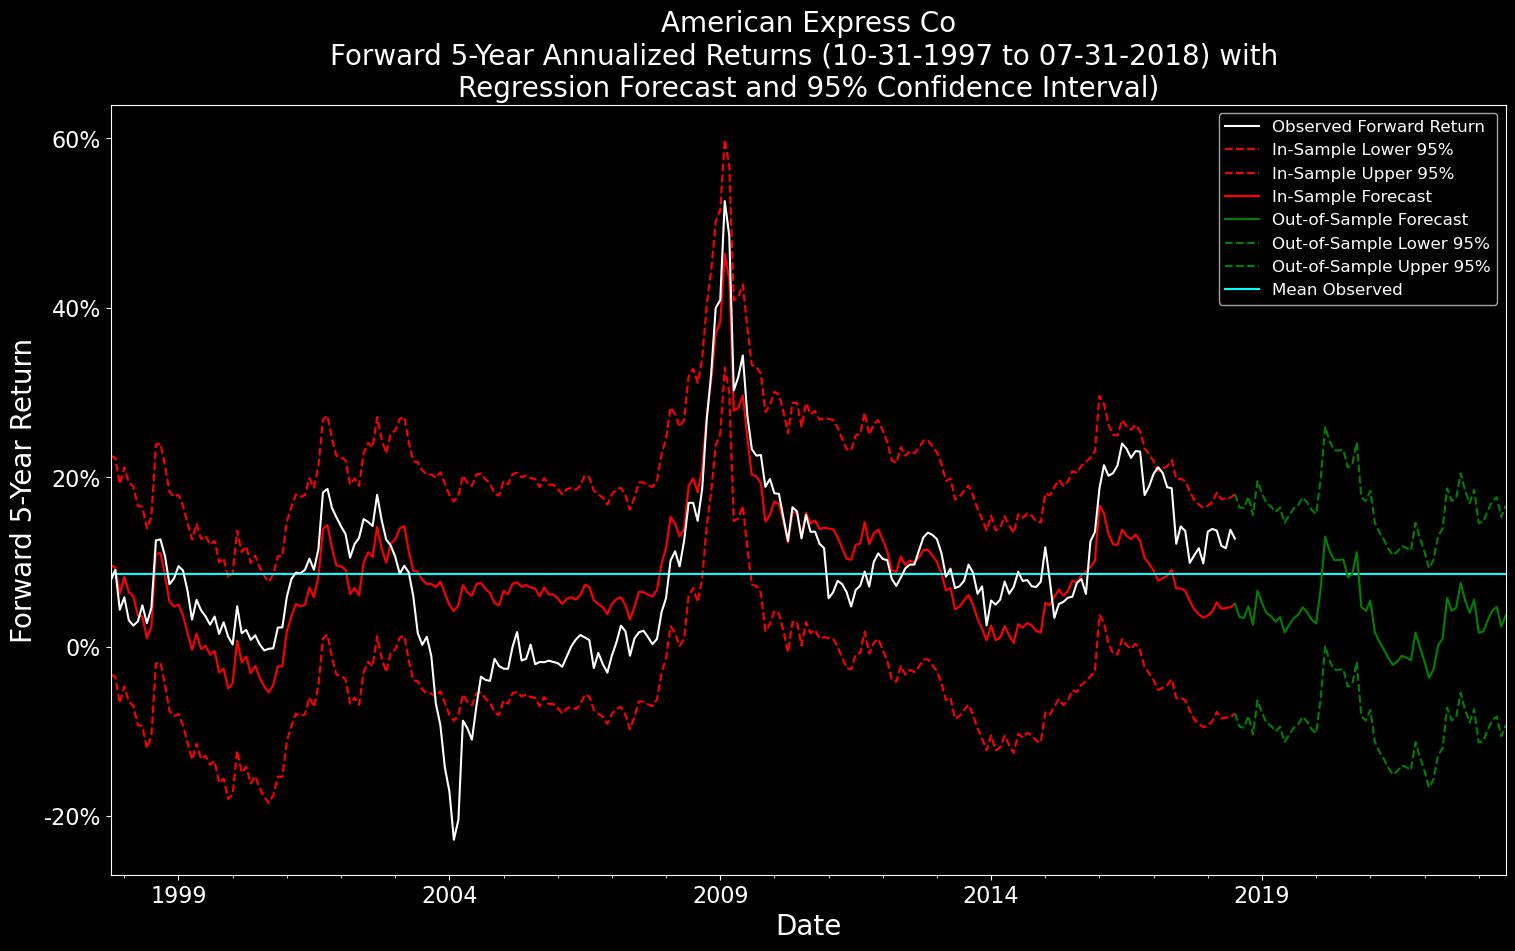 American Express Co
Forward 5-Year Annualized Returns (10-31-1997 to 07-31-2018) with
Regression Forecast and 95% Confidence Interval)
Observed Forward Return
In-Sample Lower 95%
In-Sample Upper 95%
In-Sample Forecast
Out-of-Sample Forecast
Out-of-Sample Lower 95%
Out-of-Sample Upper 95%
Mean Observed
Forward 5-Year Return
60%
40%
20%
0%
-20%
1999
2004
2009
2014
2019
Date